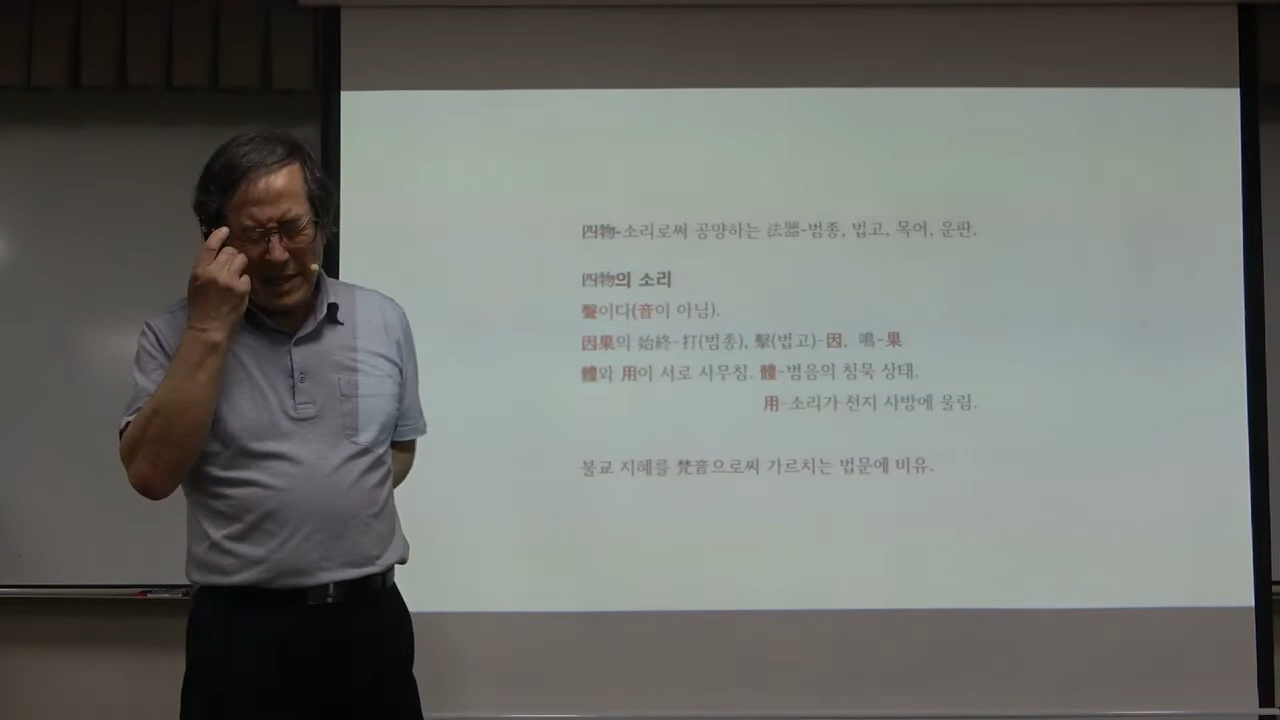 四物-소리로써 공양하는 法器-범종, 법고, 목어, 운판.
四物의 소리
聲이다(音이 아님).
因果의 始終-打(범종), 擊(법고)-因, 鳴-果
體와 用이 서로 사무침. 體-범음의 침묵 상태.
用-소리가 천지 사방에 울림.
불교 지혜를 梵音으로써 가르치는 법문에 비유.